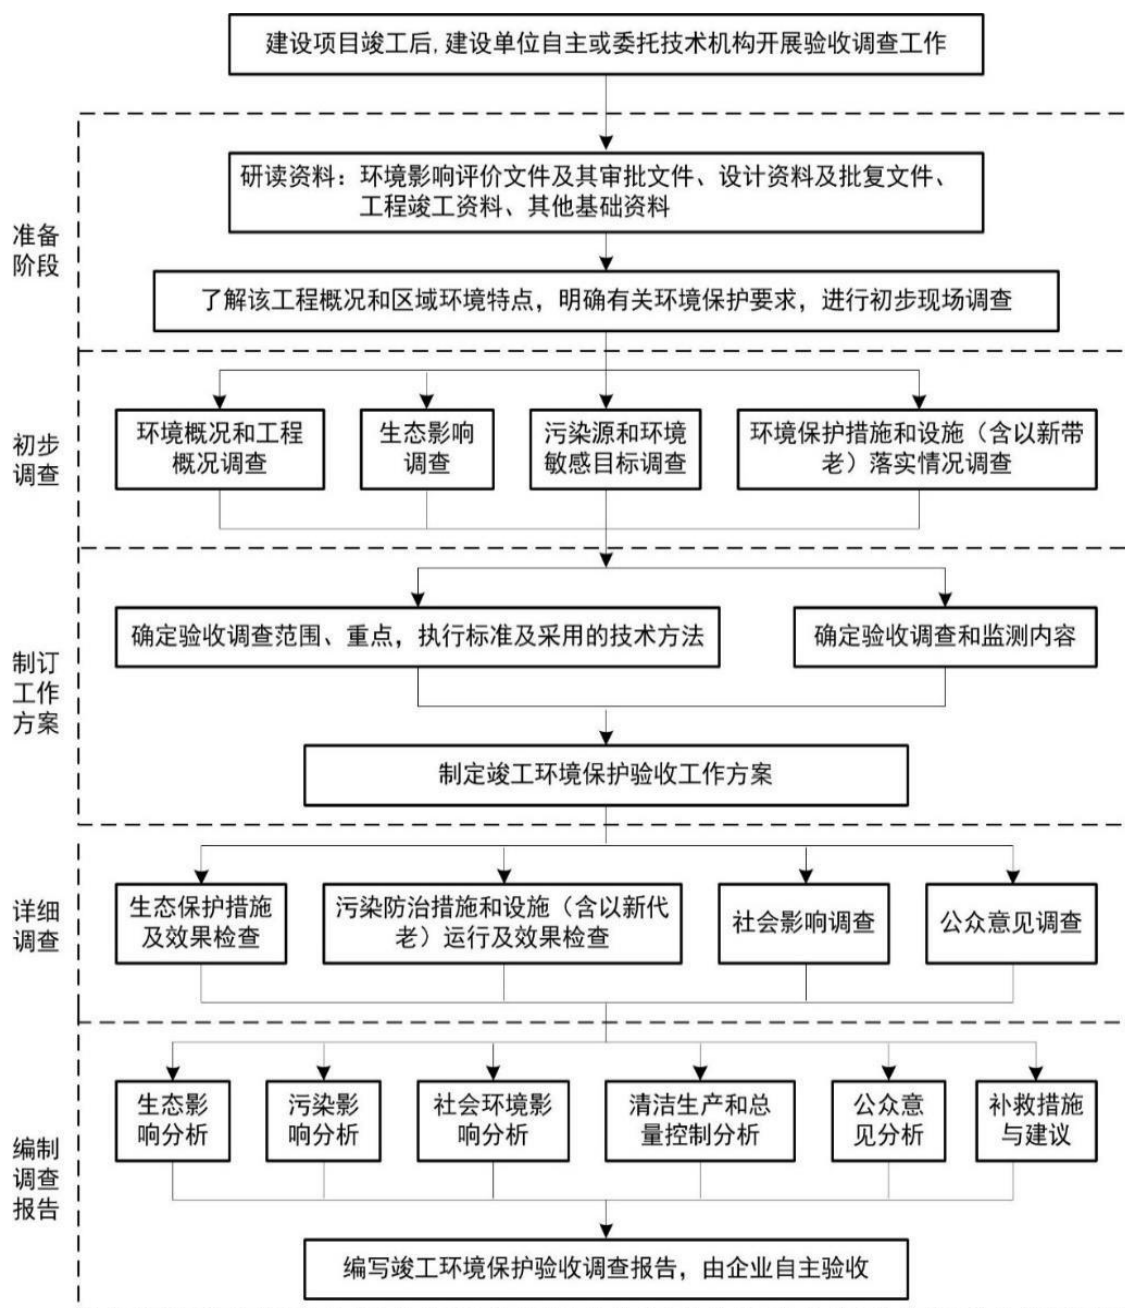 建设项目竣工后,建设单位自主或委托技术机构开展验收调查工作
准备
阶段
研读资料：环境影响评价文件及其审批文件、设计资料及批复文件、
工程竣工资料、其他基础资料
了解该工程概况和区域环境特点，明确有关环境保护要求，进行初步现场调查
初步
调查
环境概况和工程
概况调查
生态影响
调查
污染源和环境
敏感目标调查
环境保护措施和设施（含以新带
老）落实情况调查
制订
工作
方案
确定验收调查范围、重点，执行标准及采用的技术方法
确定验收调查和监测内容
制定竣工环境保护验收工作方案
详细
调查
生态保护措施
及效果检查
污染防治措施和设施（含以新代
老）运行及效果检查
社会影响调查
公众意见调查
编制
调查
报告
生态影
响分析
污染影
响分析
社会环境影
响分析
清洁生产和总
量控制分析
公众意
见分析
补救措施
与建议
编写竣工环境保护验收调查报告，由企业自主验收